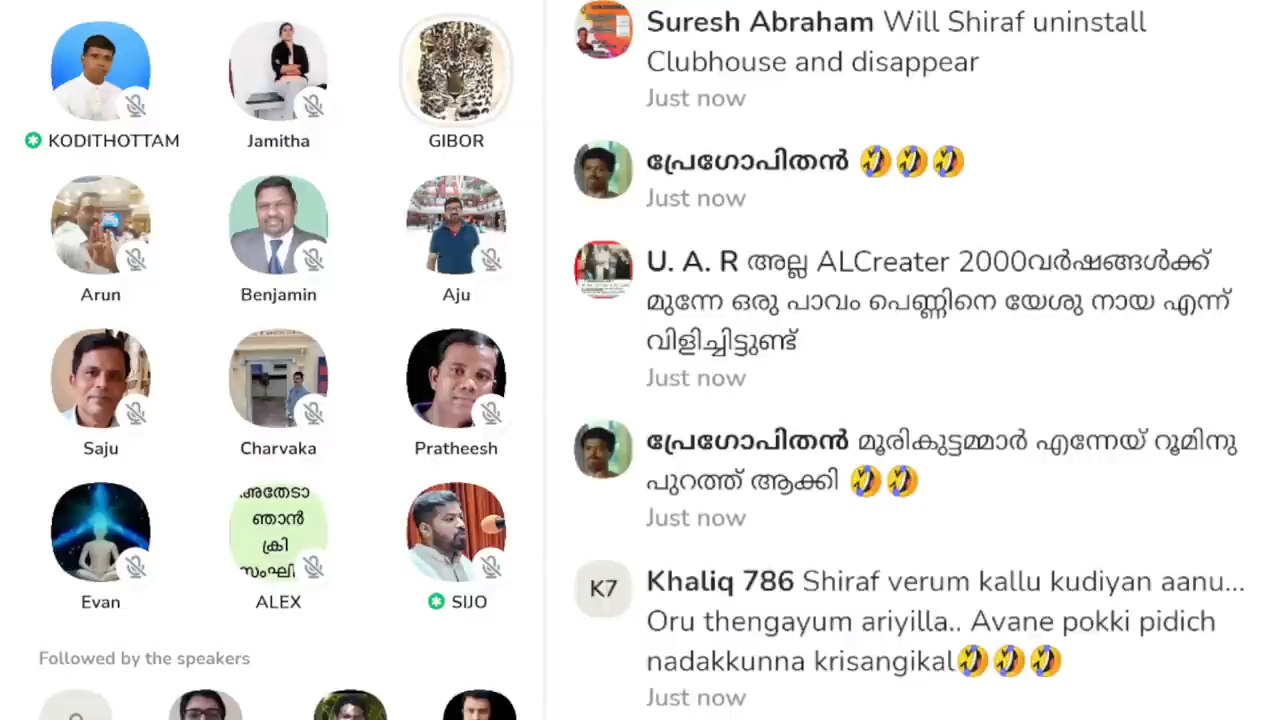 KODITHOTTAM
Jamitha
GIBOR
Arun
Benjamin
Aju
Saju
Charvaka
Pratheesh
അതേടാ
ഞാൻ
ക്രി
സംഘി
Evan
ALEX
SIJO
Followed by the speakers
Suresh Abraham Will Shiraf uninstall
Clubhouse and disappear
Just now
പ്രേഗോപിതൻ 🤣🤣🤣
Just now
U. A. R അല്ല ALCreater 2000വർഷങ്ങൾക്ക്
മുന്നേ ഒരു പാവം പെണ്ണിനെ യേശു നായ എന്ന്
വിളിച്ചിട്ടുണ്ട്
Just now
പ്രേഗോപിതൻ മൂരികുട്ടമ്മാർ എന്നേയ് റൂമിനു
പുറത്ത് ആക്കി 🤣🤣
Just now
K7
Khaliq 786 Shiraf verum kallu kudiyan aanu...
Oru thengayum ariyilla.. Avane pokki pidich
nadakkunna krisangikal🤣🤣🤣
Just now